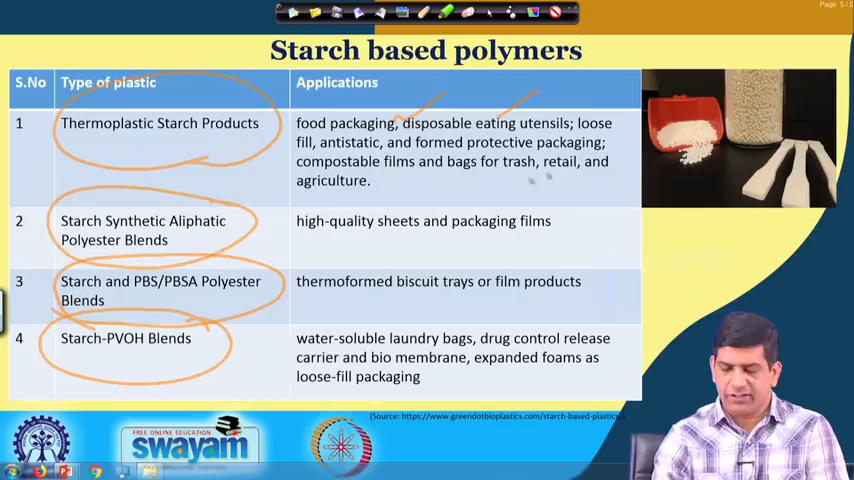 Page: 5/5
Starch based polymers
S.No Type of plastic Applications
1 Thermoplastic Starch Products food packaging, disposable eating utensils; loose
fill, antistatic, and formed protective packaging;
compostable films and bags for trash, retail, and
agriculture.
2 Starch Synthetic Aliphatic high-quality sheets and packaging films
Polyester Blends
3 Starch and PBS/PBSA Polyester thermoformed biscuit trays or film products
Blends
4 Starch-PVOH Blends water-soluble laundry bags, drug control release
carrier and bio membrane, expanded foams as
loose-fill packaging
(Source: https://www.greendotbioplastics.com/starch-based-plastics/)
FREE ONLINE EDUCATION
swayam